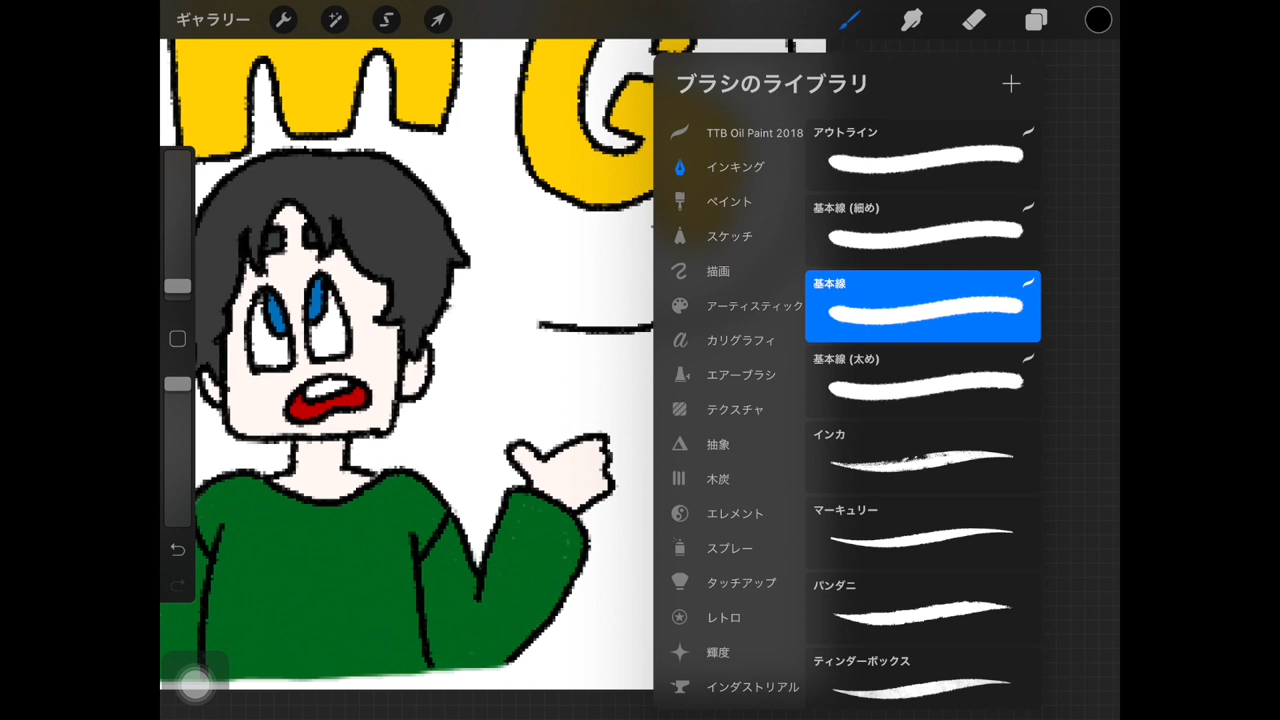 ギャラリー
ブラシのライブラリ
TTB Oil Paint 2018
インキング
ペイント
スケッチ
描画
アーティスティック
カリグラフィ
エアーブラシ
テクスチャ
抽象
木炭
エレメント
スプレー
タッチアップ
レトロ
輝度
インダストリアル
アウトライン
基本線 (細め)
基本線
基本線 (太め)
インカ
マーキュリー
バンダニ
ティンダーボックス